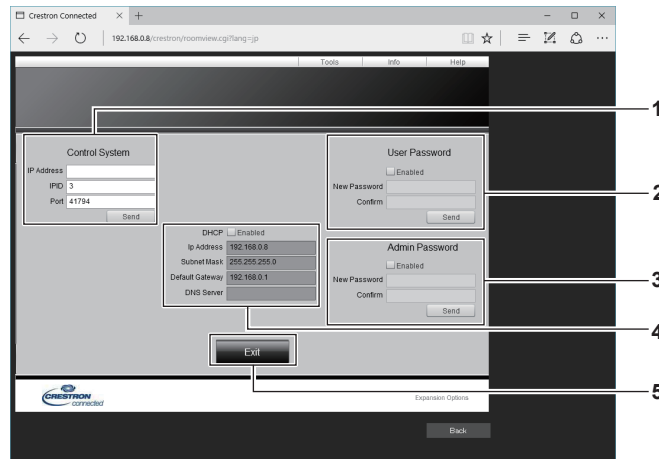 Crestron Connected
192.168.0.8/crestron/roomview.cgi?lang=jp
Tools Info Help
1
Control System
IP Address
IPID 3
Port 41794
Send
User Password
Enabled
New Password
Confirm
Send
2
DHCP Enabled
Ip Address 192.168.0.8
Subnet Mask 255.255.255.0
Default Gateway 192.168.0.1
DNS Server
Admin Password
Enabled
New Password
Confirm
Send
3
4
Exit
5
CRESTRON connected
Expansion Options
Back